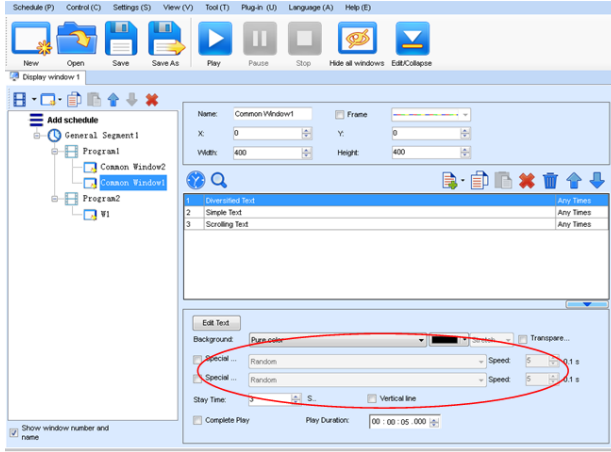 Schedule (P) Control (C) Settings (S) View (V) Tool (T) Plug-in (U) Language (A) Help (E)
New Open Save Save As Play Pause Stop Hide all windows Edit/Collapse
Display window 1
Add schedule
General Segment1
Program1
Common Window2
Common Window1
Program2
W1
Show window number and
name
Name: Common Window1 Frame
X: 0 Y: 0
Width: 400 Height: 400
1 Diversified Text Any Times
2 Simple Text Any Times
3 Scrolling Text Any Times
Edit Text
Background: Pure color Stretch Transpare...
Special ... Random Speed: 5 0.1 s
Special ... Random Speed: 5 0.1 s
Stay Time: 3 S.. Vertical line
Complete Play Play Duration: 00 : 00 : 05 .000